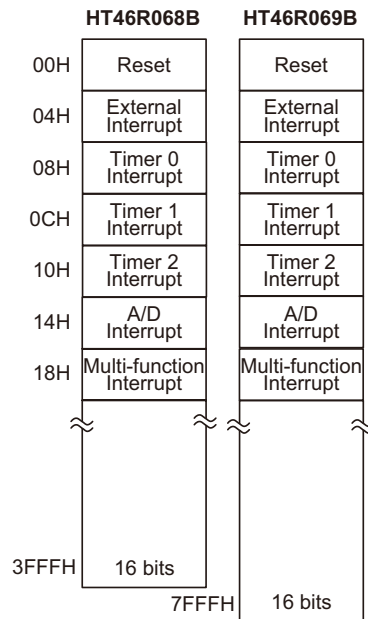 HT46R068B HT46R069B
00H Reset Reset
04H External Interrupt External Interrupt
08H Timer 0 Interrupt Timer 0 Interrupt
0CH Timer 1 Interrupt Timer 1 Interrupt
10H Timer 2 Interrupt Timer 2 Interrupt
14H A/D Interrupt A/D Interrupt
18H Multi-function Interrupt Multi-function Interrupt
3FFFH 16 bits
7FFFH 16 bits